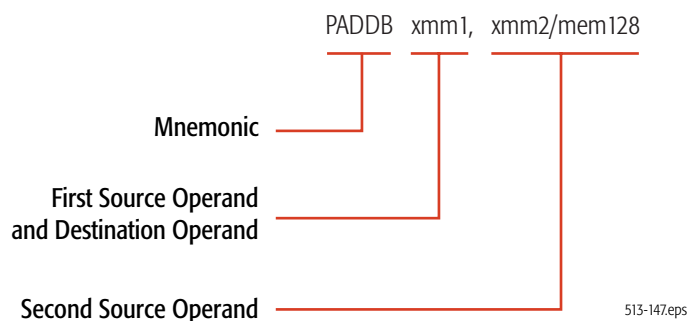 PADDB xmm1, xmm2/mem128
Mnemonic
First Source Operand
and Destination Operand
Second Source Operand
513-147.eps